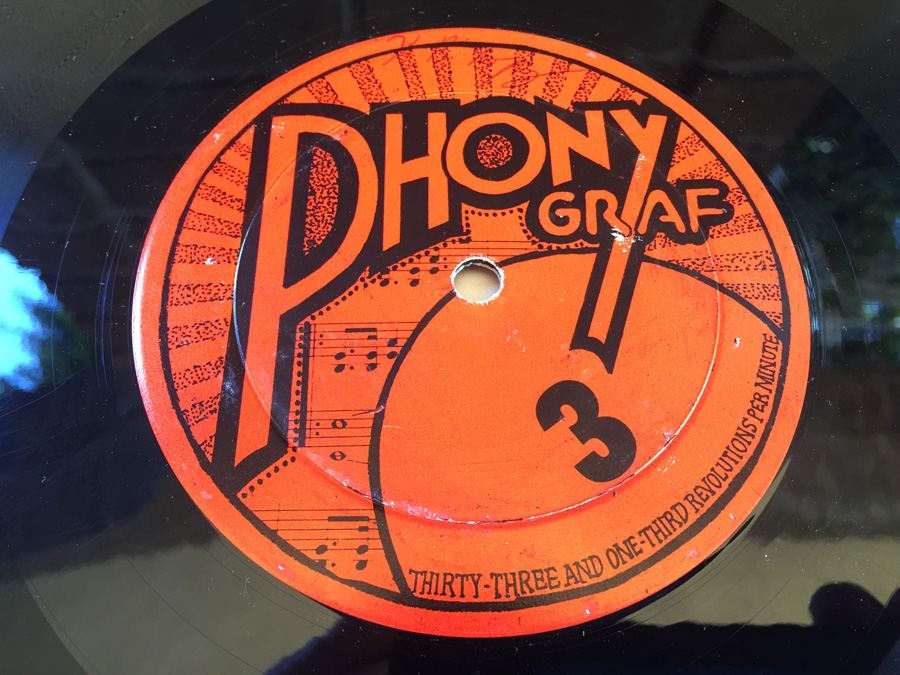 PHONY
GRAF
3
THIRTY-THREE AND ONE-THIRD REVOLUTIONS PER MINUTE